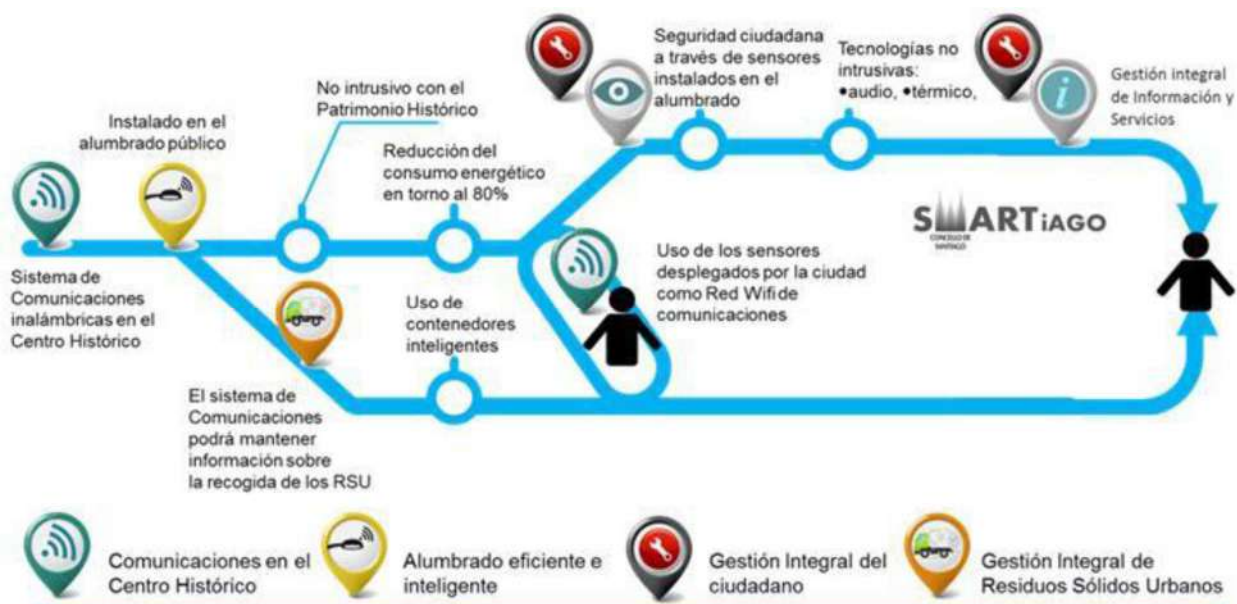 Seguridad ciudadana
a través de sensores
instalados en el
alumbrado
Tecnologías no
intrusivas:
•audio, •térmico,
Gestión integral
de Información y
Servicios
No intrusivo con el
Patrimonio Histórico
Instalado en el
alumbrado público
Reducción del
consumo energético
en torno al 80%
SMARTiAGO
CONCELLO DE
SANTIAGO
Sistema de
Comunicaciones
inalámbricas en el
Centro Histórico
Uso de los sensores
desplegados por la ciudad
como Red Wifi de
comunicaciones
Uso de
contenedores
inteligentes
El sistema de
Comunicaciones
podrá mantener
información sobre
la recogida de los RSU
Comunicaciones en el
Centro Histórico
Alumbrado eficiente e
inteligente
Gestión Integral del
ciudadano
Gestión Integral de
Residuos Sólidos Urbanos